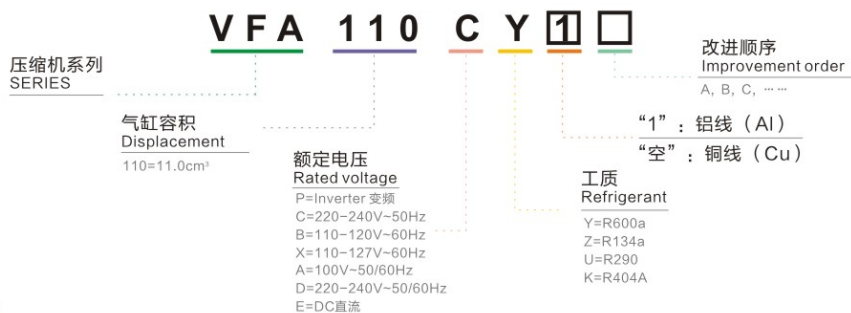 VFA 110 C Y 1 □
压缩机系列
SERIES
气缸容积
Displacement
110=11.0cm³
额定电压
Rated voltage
P=Inverter 变频
C=220-240V~50Hz
B=110-120V~60Hz
X=110-127V~60Hz
A=100V~50/60Hz
D=220-240V~50/60Hz
E=DC直流
工质
Refrigerant
Y=R600a
Z=R134a
U=R290
K=R404A
“1”：铝线（Al）
“空”：铜线（Cu）
改进顺序
Improvement order
A, B, C, ……